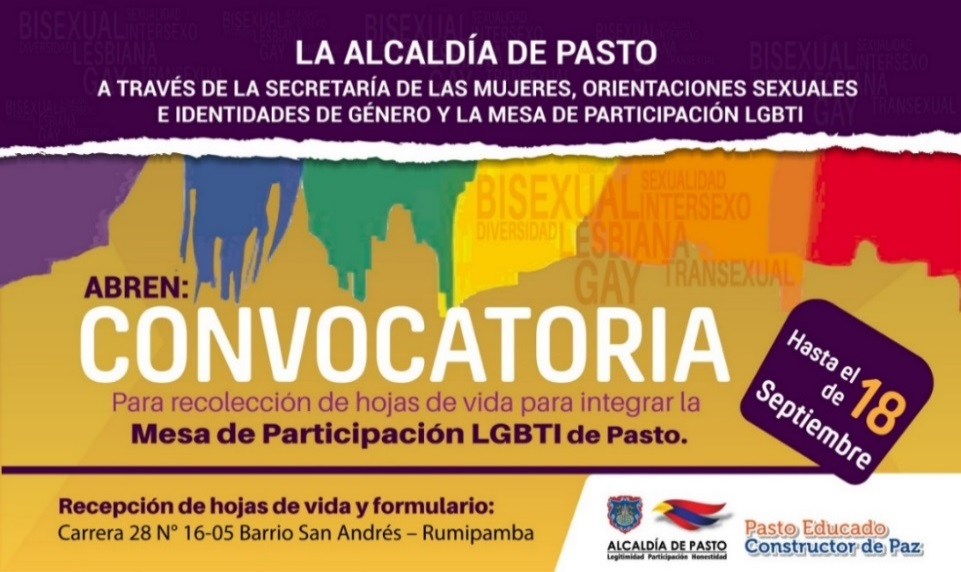 LA ALCALDÍA DE PASTO
A TRAVÉS DE LA SECRETARÍA DE LAS MUJERES, ORIENTACIONES SEXUALES
E IDENTIDADES DE GÉNERO Y LA MESA DE PARTICIPACIÓN LGBTI
BISEXUAL
SEXUALIDAD
INTERSEXO
DIVERSIDAD
LESBIANA
GAY
TRANSEXUAL
ABREN:
CONVOCATORIA
Para recolección de hojas de vida para integrar la
Mesa de Participación LGBTI de Pasto.
Hasta el
18
de
Septiembre
Recepción de hojas de vida y formulario:
Carrera 28 N° 16-05 Barrio San Andrés – Rumipamba
ALCALDÍA DE PASTO
Legitimidad Participación Honestidad
Pasto Educado
Constructor de Paz